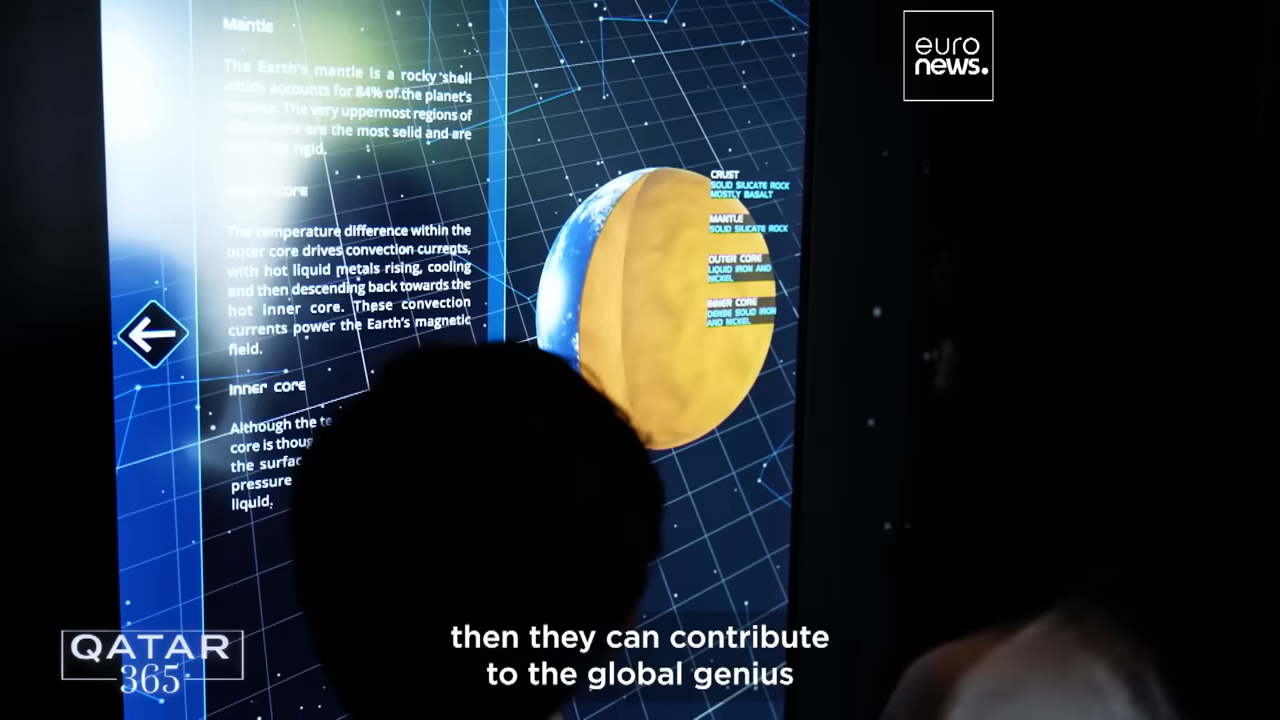 Mantle
The Earth's mantle is a rocky shell
which accounts for 84% of the planet's
The very uppermost regions of
are the most solid and are
rigid.
core
The temperature difference within the
outer core drives convection currents,
with hot liquid metals rising, cooling
and then descending back towards the
hot inner core. These convection
currents power the Earth's magnetic
field.
Inner core
Although the te
core is thoug
the surfac
pressure
liquid.
CRUST
SOLID SILICATE ROCK
MOSTLY BASALT
MANTLE
SOLID SILICATE ROCK
OUTER CORE
LIQUID IRON AND
NICKEL
INNER CORE
DENSE SOLID IRON
AND NICKEL
euro
news.
QATAR
365
then they can contribute
to the global genius